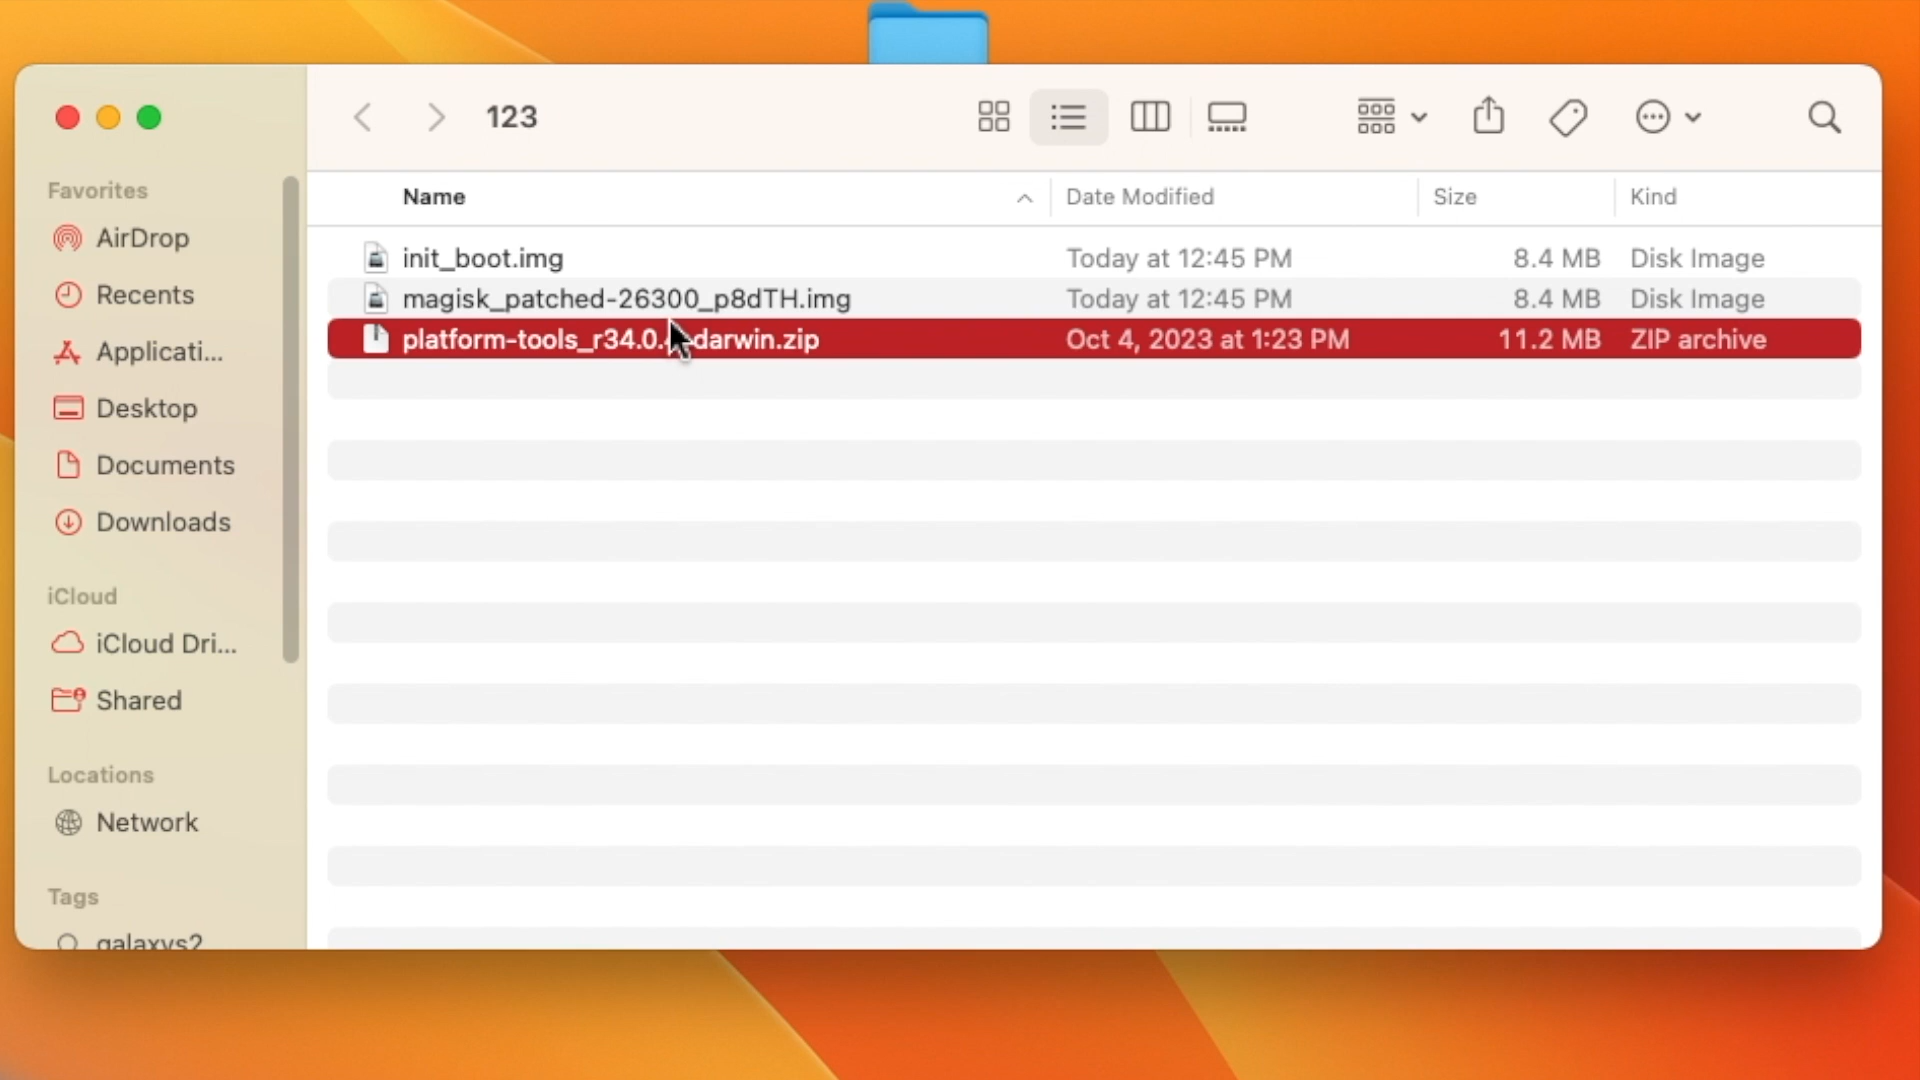 123
Name Date Modified Size Kind
Favorites
AirDrop
Recents
Applicati...
Desktop
Documents
Downloads
iCloud
iCloud Dri...
Shared
Locations
Network
Tags
galaxys2
init_boot.img Today at 12:45 PM 8.4 MB Disk Image
magisk_patched-26300_p8dTH.img Today at 12:45 PM 8.4 MB Disk Image
platform-tools_r34.0. darwin.zip Oct 4, 2023 at 1:23 PM 11.2 MB ZIP archive